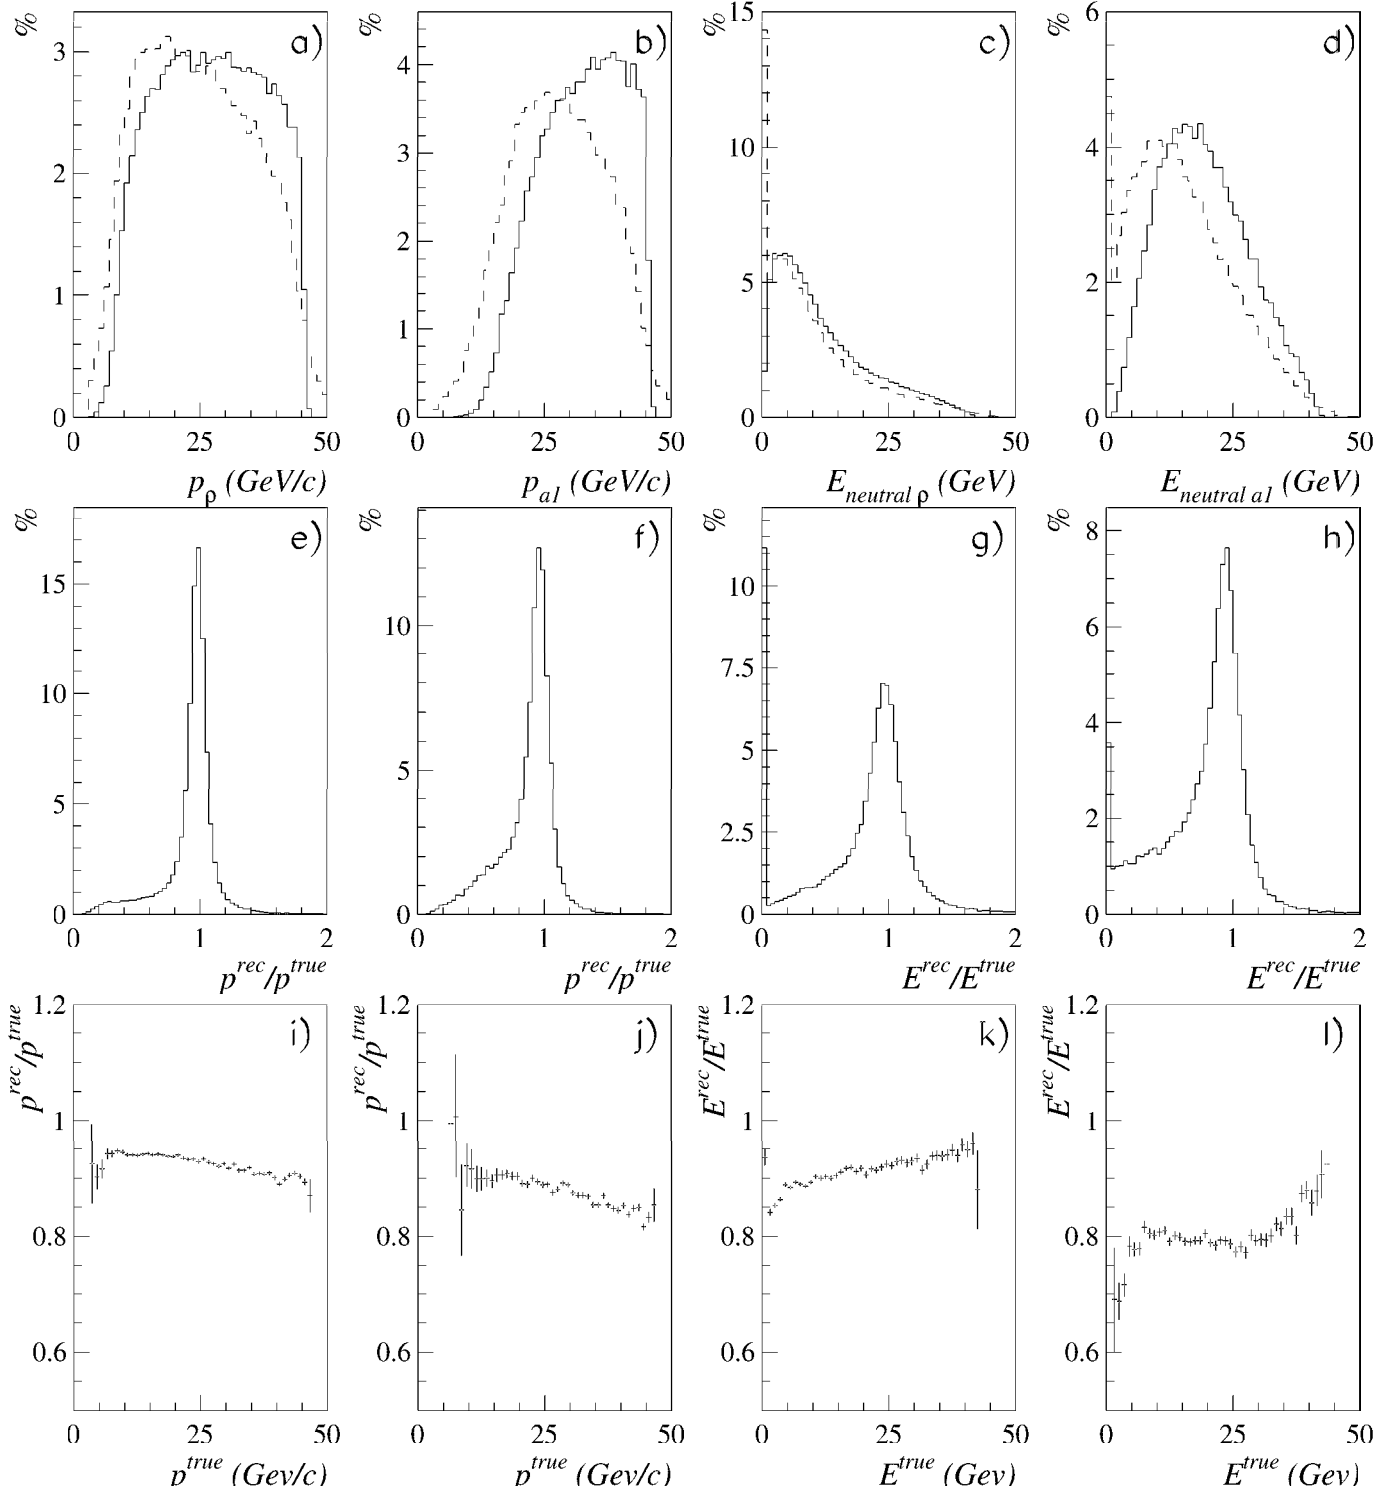 %
a)
3
2
1
0
0 25 50
p_ρ (GeV/c)
%
b)
4
3
2
1
0
0 25 50
p_a1 (GeV/c)
%
c)
15
10
5
0
0 25 50
E_neutral ρ (GeV)
%
d)
6
4
2
0
0 25 50
E_neutral a1 (GeV)
%
e)
15
10
5
0
0 1 2
p^rec/p^true
%
f)
10
5
0
0 1 2
p^rec/p^true
%
g)
10
7.5
5
2.5
0
0 1 2
E^rec/E^true
%
h)
8
6
4
2
0
0 1 2
E^rec/E^true
p^rec/p^true
i)
1.2
1
0.8
0.6
0 25 50
p^true (Gev/c)
p^rec/p^true
j)
1.2
1
0.8
0.6
0 25 50
p^true (Gev/c)
E^rec/E^true
k)
1.2
1
0.8
0.6
0 25 50
E^true (Gev)
E^rec/E^true
l)
1.2
1
0.8
0.6
0 25 50
E^true (Gev)